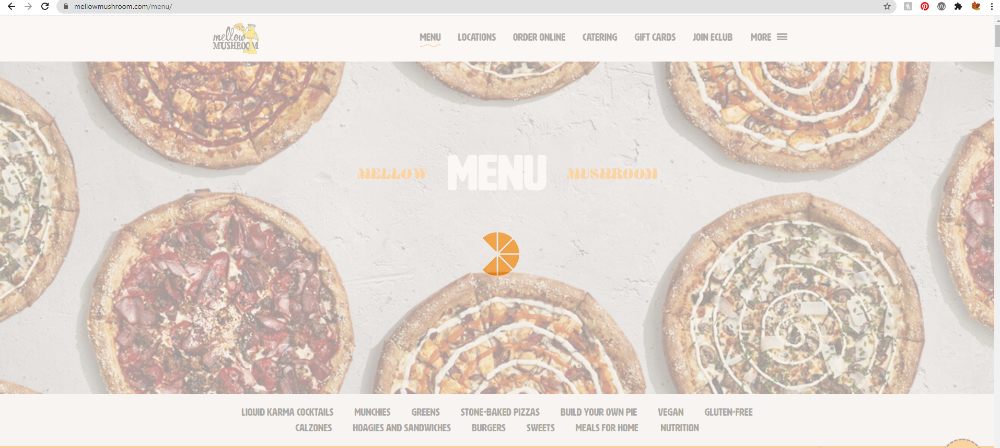 mellowmushroom.com/menu/
mellow
MUSHROOM
MENU LOCATIONS ORDER ONLINE CATERING GIFT CARDS JOIN ECLUB MORE
MELLOW MENU MUSHROOM
LIQUID KARMA COCKTAILS MUNCHIES GREENS STONE-BAKED PIZZAS BUILD YOUR OWN PIE VEGAN GLUTEN-FREE
CALZONES HOAGIES AND SANDWICHES BURGERS SWEETS MEALS FOR HOME NUTRITION